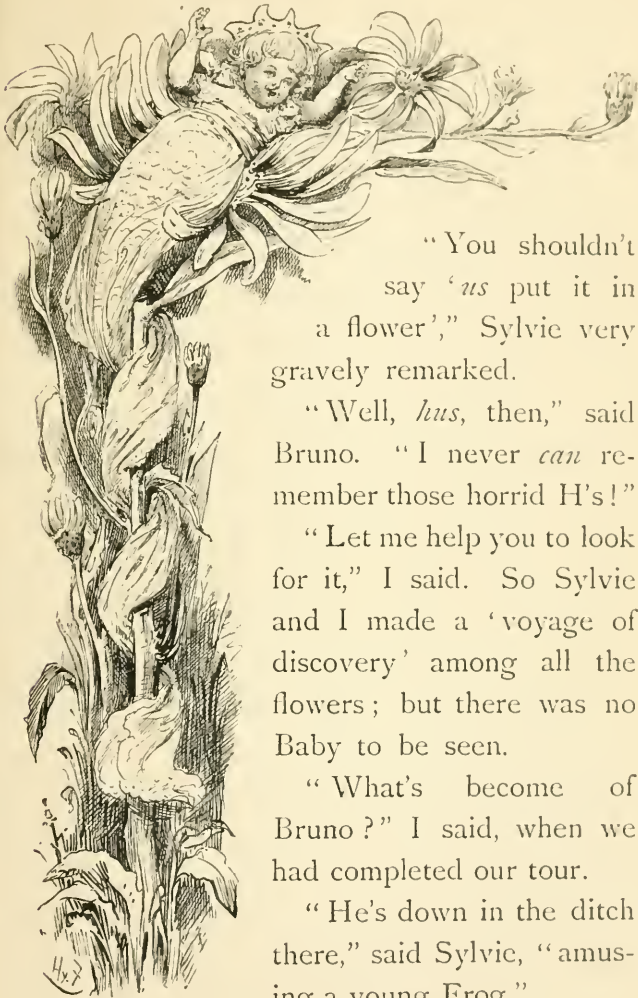 “You shouldn’t
say ‘us put it in
a flower’,” Sylvie very
gravely remarked.
“Well, hus, then,” said
Bruno. “I never can re-
member those horrid H’s!”
“Let me help you to look
for it,” I said. So Sylvie
and I made a ‘voyage of
discovery’ among all the
flowers; but there was no
Baby to be seen.
“What’s become of
Bruno?” I said, when we
had completed our tour.
“He’s down in the ditch
there,” said Sylvie, “amus-
ing a young Frog.”